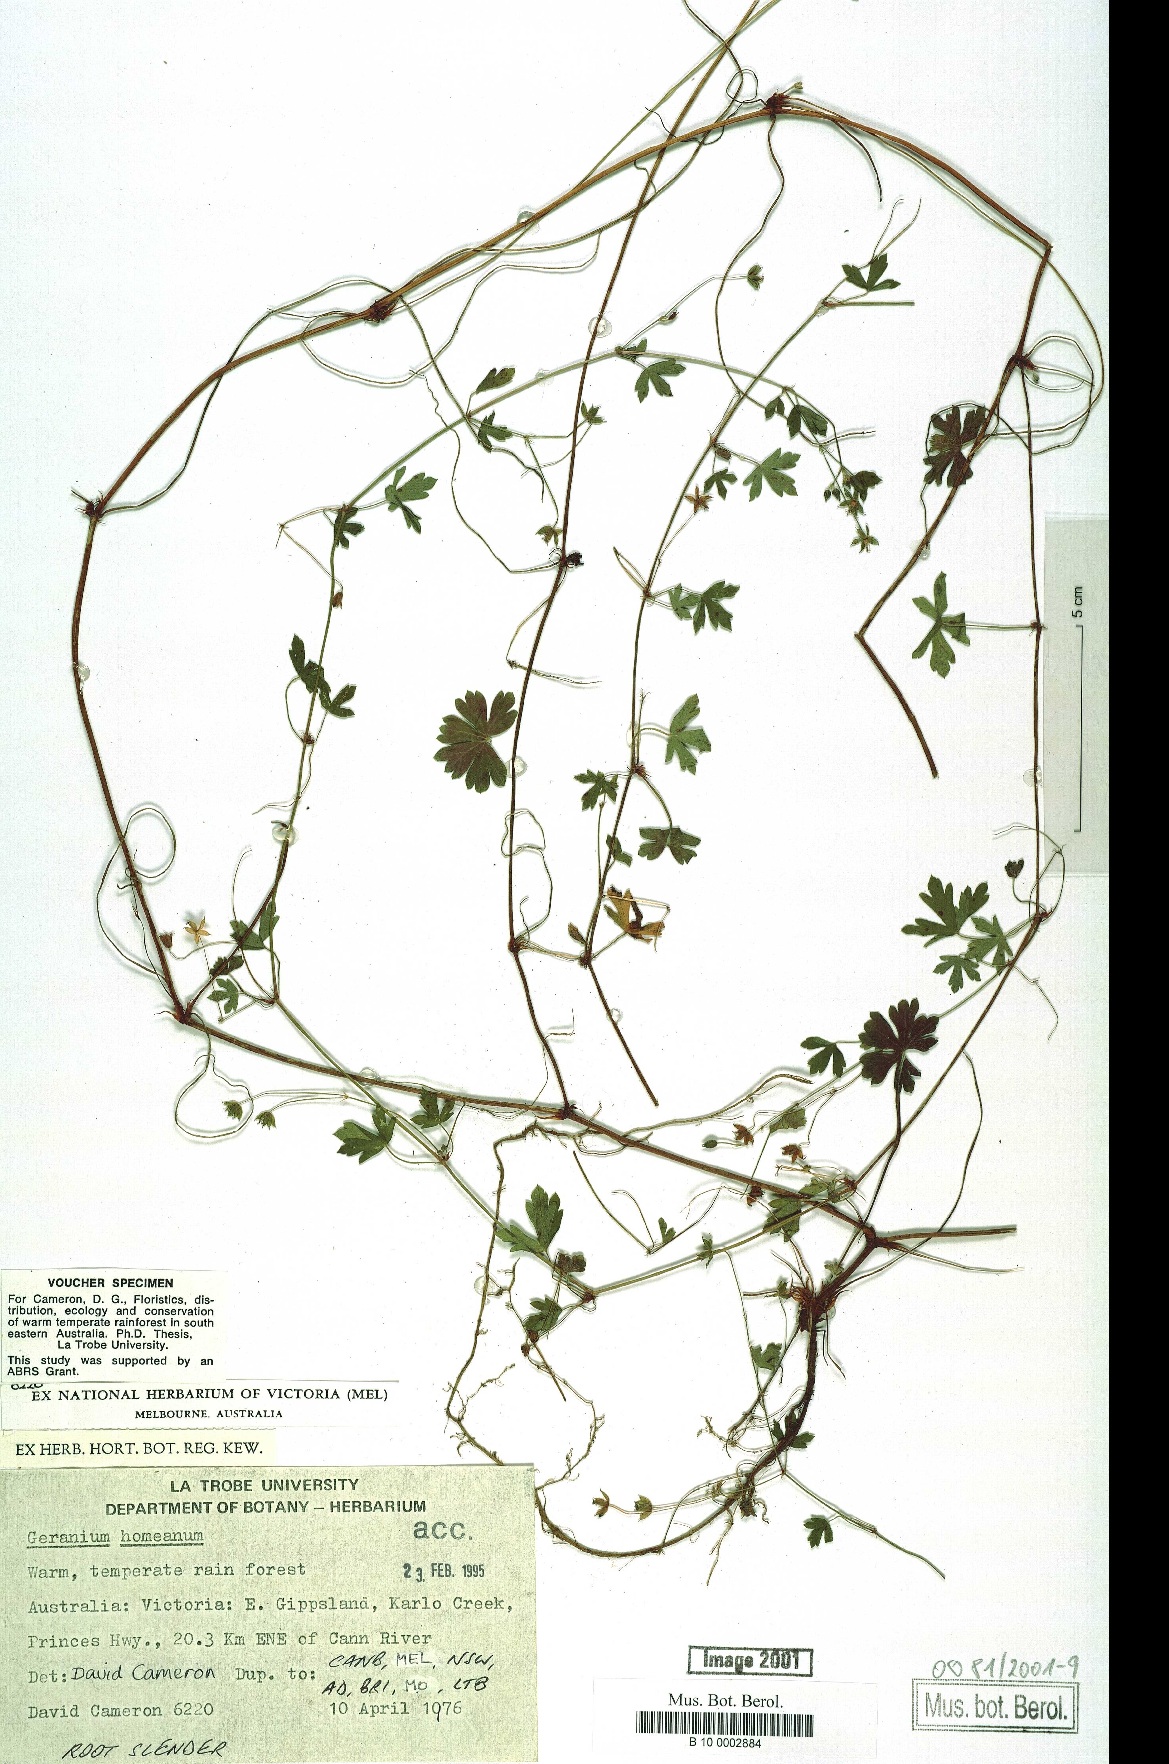 5 cm
VOUCHER SPECIMEN
For Cameron, D. G., Floristics, dis-
tribution, ecology and conservation
of warm temperate rainforest in south
eastern Australia. Ph.D. Thesis,
La Trobe University.
This study was supported by an
ABRS Grant.
6220
EX NATIONAL HERBARIUM OF VICTORIA (MEL)
MELBOURNE, AUSTRALIA
EX HERB. HORT. BOT. REG. KEW.
LA TROBE UNIVERSITY
DEPARTMENT OF BOTANY – HERBARIUM
Geranium homeanum
acc.
Warm, temperate rain forest
23. FEB. 1995
Australia: Victoria: E. Gippsland, Karlo Creek,
Princes Hwy., 20.3 Km ENE of Cann River
Det: David Cameron Dup. to: CANB, MEL, NSW,
AD, BRI, MO, LTB
David Cameron 6220 10 April 1976
ROOT SLENDER
Image 2001
Mus. Bot. Berol.
B 10 0002884
0081/2001-9
Mus. bot. Berol.